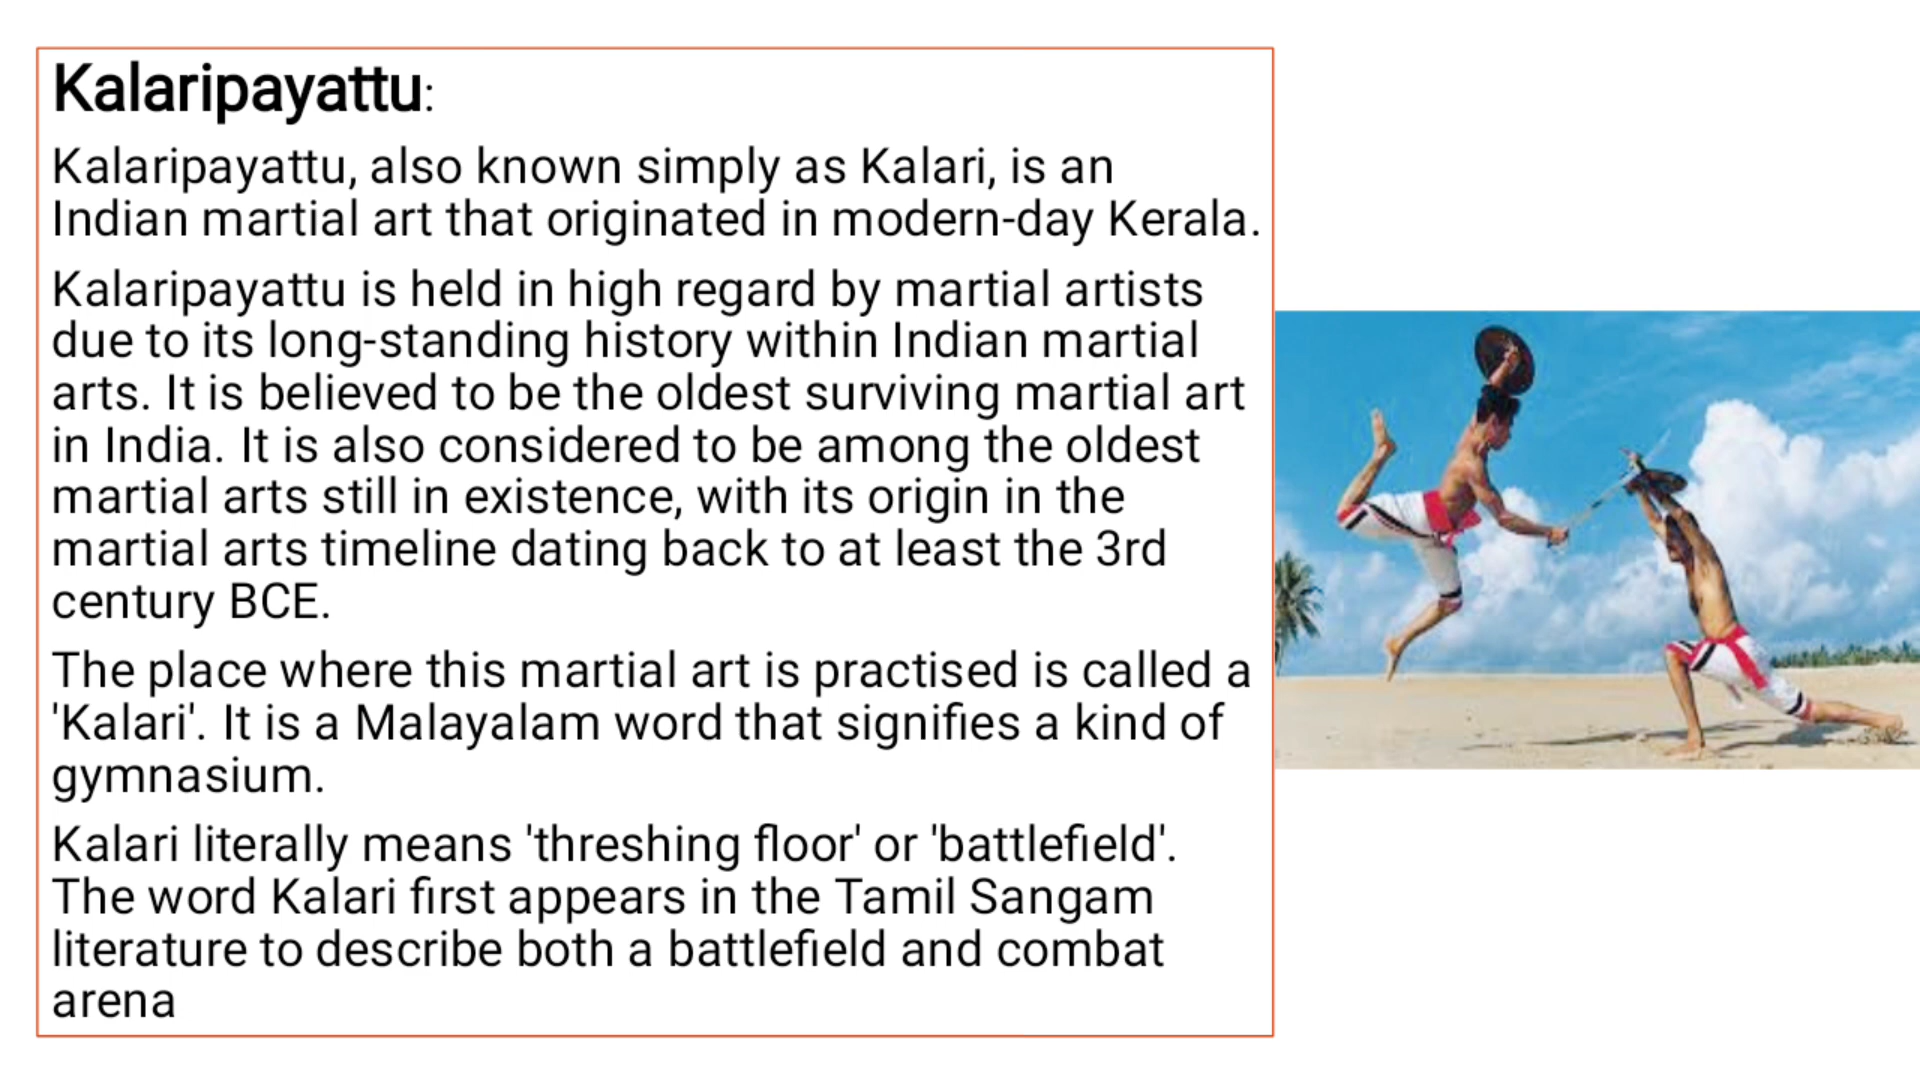 Kalaripayattu:
Kalaripayattu, also known simply as Kalari, is an
Indian martial art that originated in modern-day Kerala.
Kalaripayattu is held in high regard by martial artists
due to its long-standing history within Indian martial
arts. It is believed to be the oldest surviving martial art
in India. It is also considered to be among the oldest
martial arts still in existence, with its origin in the
martial arts timeline dating back to at least the 3rd
century BCE.
The place where this martial art is practised is called a
'Kalari'. It is a Malayalam word that signifies a kind of
gymnasium.
Kalari literally means 'threshing floor' or 'battlefield'.
The word Kalari first appears in the Tamil Sangam
literature to describe both a battlefield and combat
arena